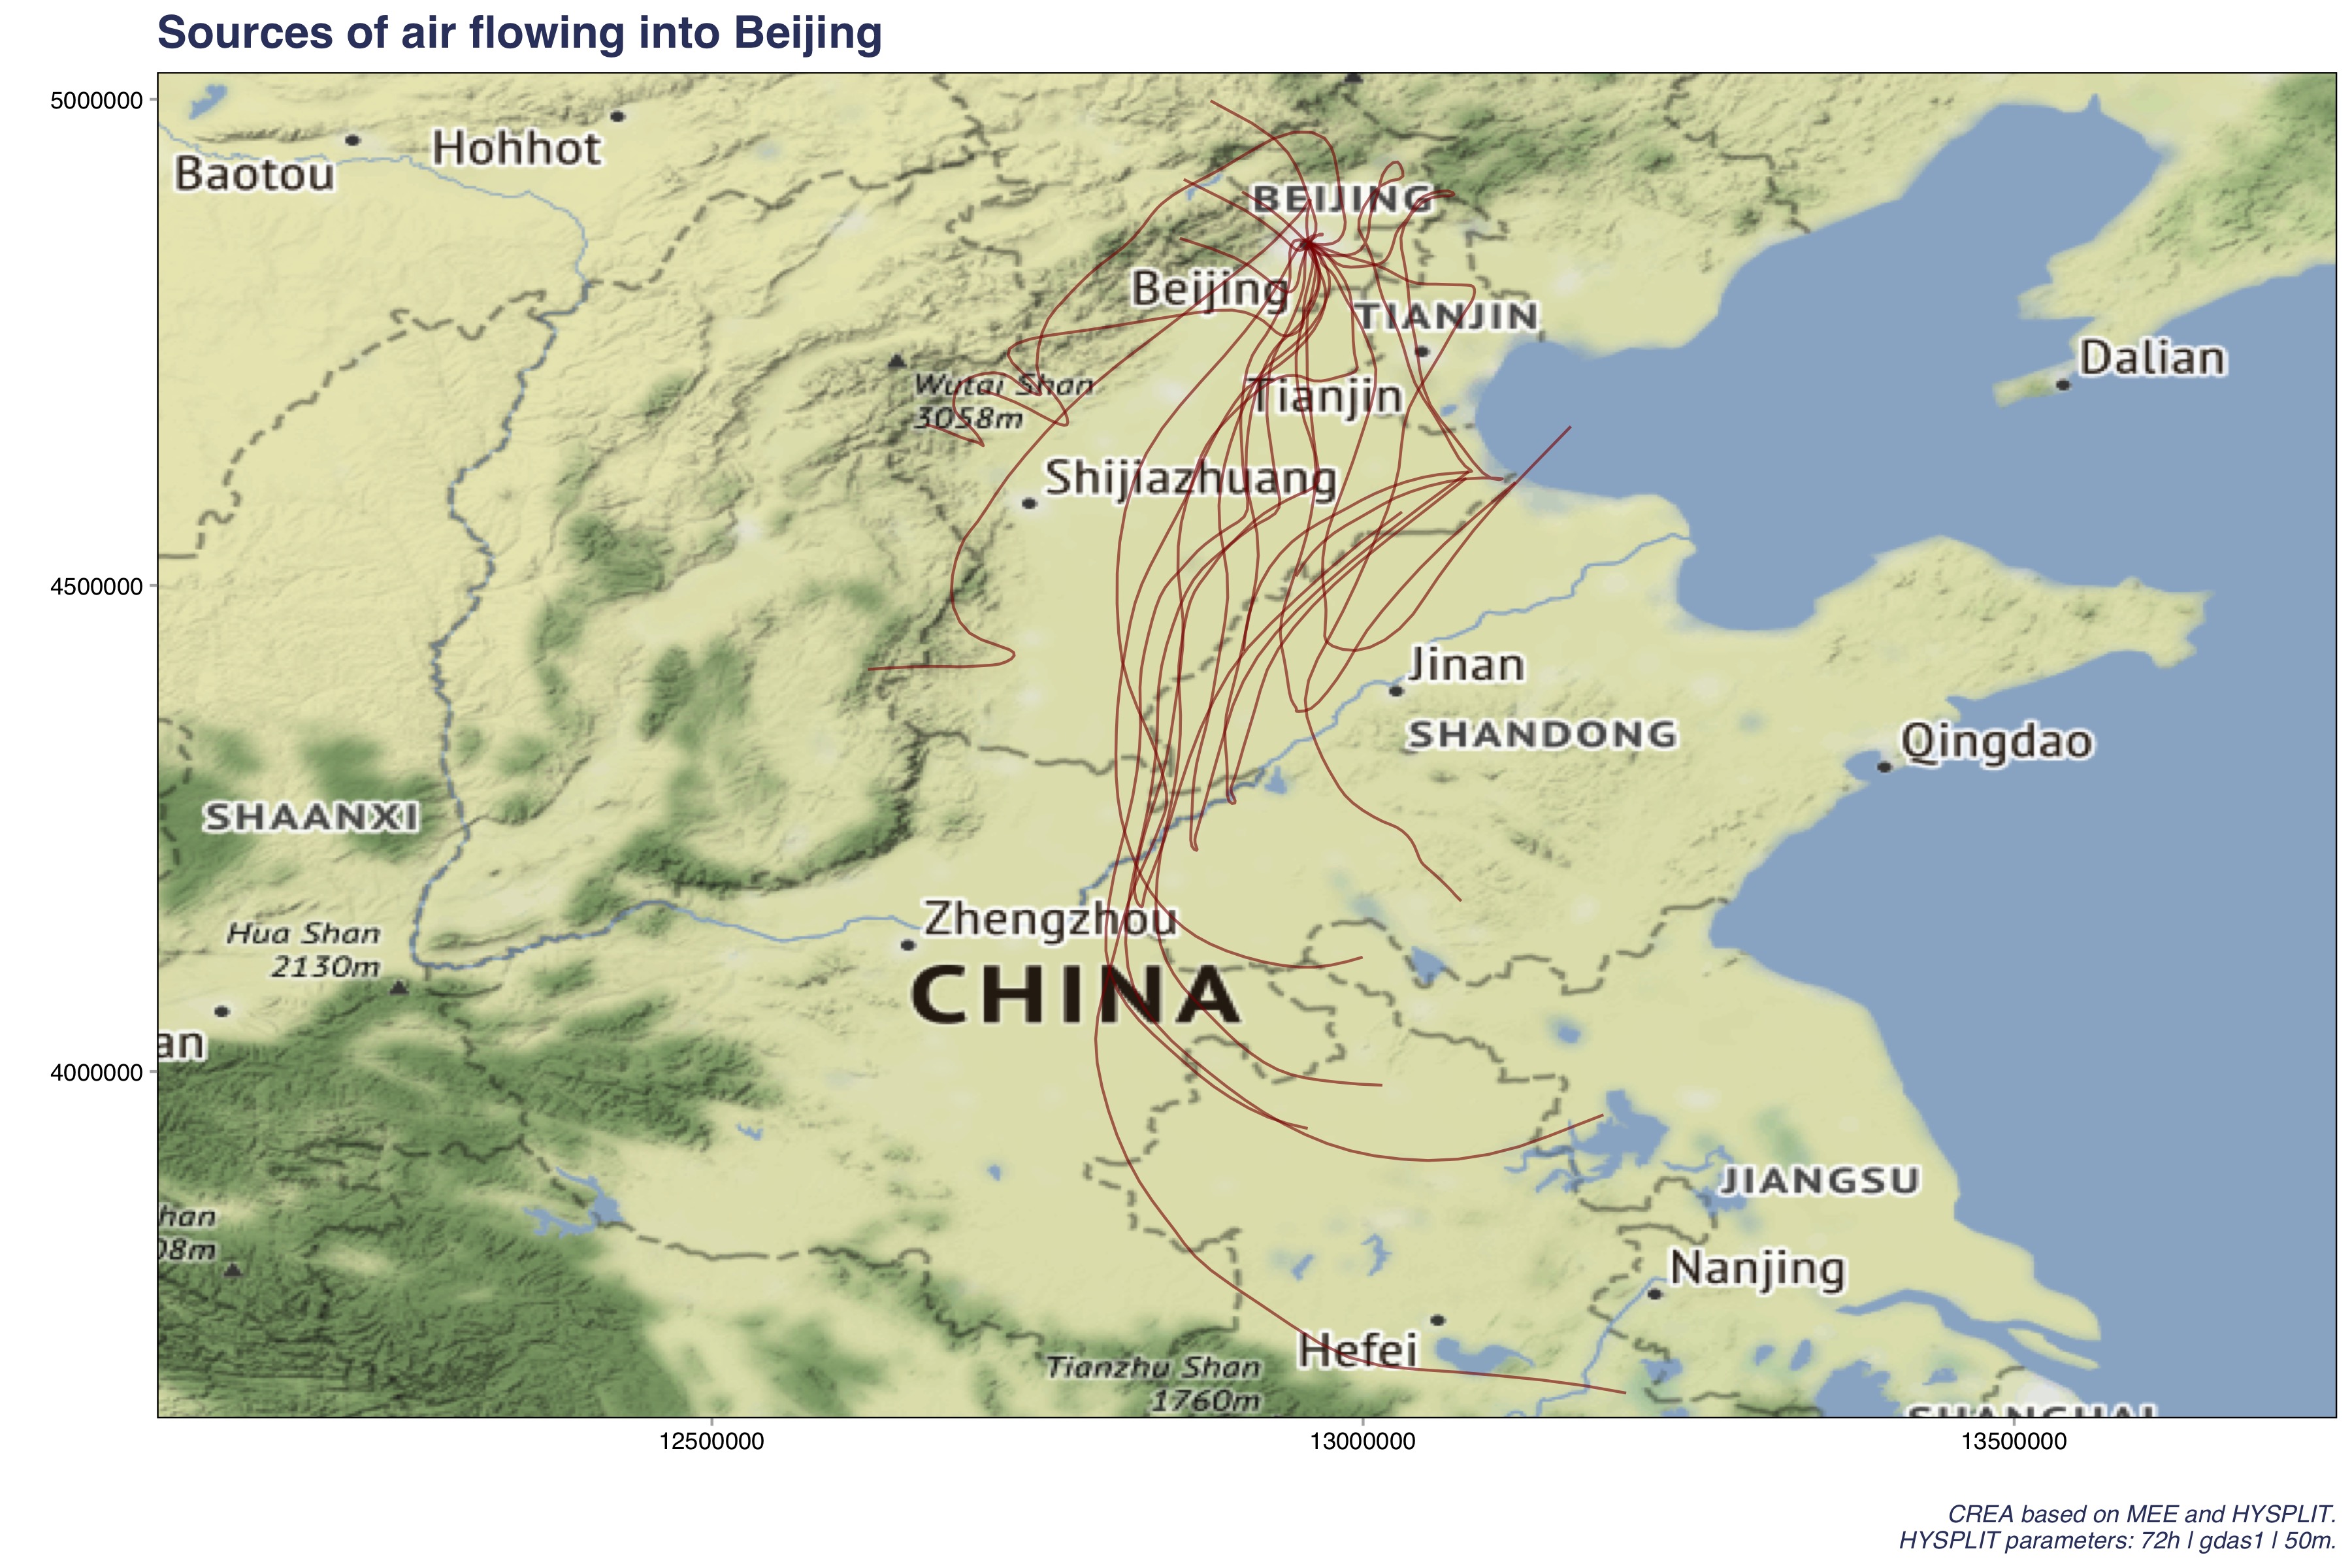 Sources of air flowing into Beijing
5000000
Hohhot
Baotou
BEIJING
Beijing
TIANJIN
Dalian
Wutai Shan
3058m
Tianjin
Shijiazhuang
4500000
Jinan
SHANDONG
Qingdao
SHAANXI
Zhengzhou
Hua Shan
2130m
CHINA
an
4000000
JIANGSU
han
08m
Nanjing
Hefei
Tianzhu Shan
1760m
SHANGHAI
12500000
13000000
13500000
CREA based on MEE and HYSPLIT.
HYSPLIT parameters: 72h | gdas1 | 50m.